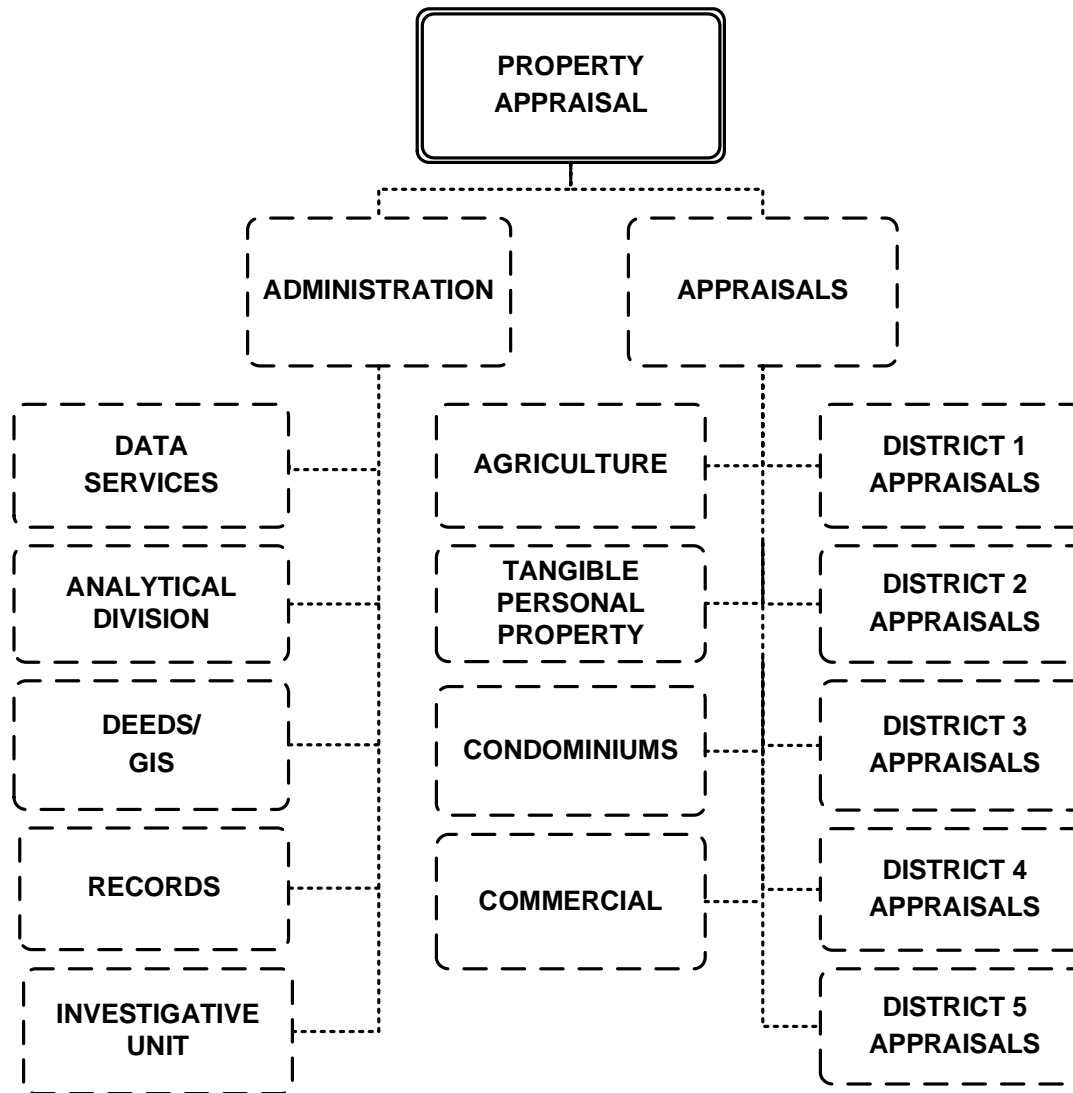 PROPERTY
APPRAISAL
ADMINISTRATION
APPRAISALS
DATA
SERVICES
ANALYTICAL
DIVISION
DEEDS/
GIS
RECORDS
INVESTIGATIVE
UNIT
AGRICULTURE
TANGIBLE
PERSONAL
PROPERTY
CONDOMINIUMS
COMMERCIAL
DISTRICT 1
APPRAISALS
DISTRICT 2
APPRAISALS
DISTRICT 3
APPRAISALS
DISTRICT 4
APPRAISALS
DISTRICT 5
APPRAISALS